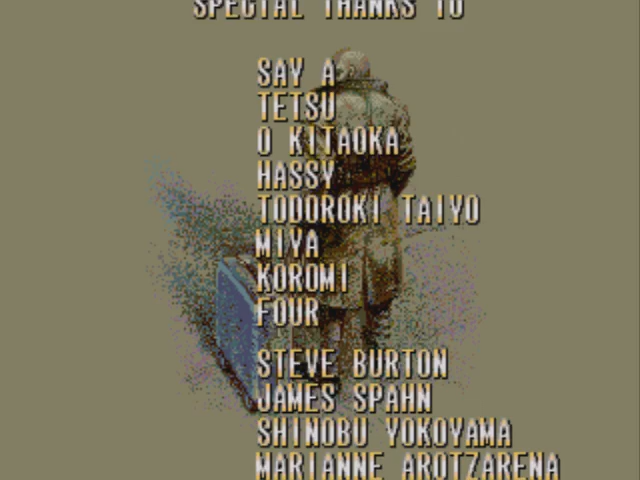 SPECIAL THANKS TO
SAY A
TETSU
O KITAOKA
HASSY
TODOROKI TAIYO
MIYA
KOROMI
FOUR
STEVE BURTON
JAMES SPAHN
SHINOBU YOKOYAMA
MARIANNE AROTZARENA